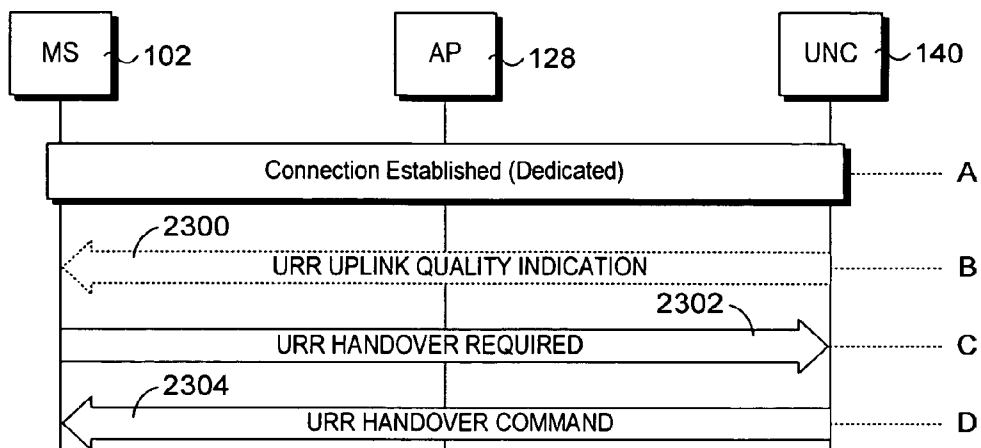 MS 102 AP 128 UNC 140
Connection Established (Dedicated) A
2300
URR UPLINK QUALITY INDICATION B
2302
URR HANDOVER REQUIRED C
2304
URR HANDOVER COMMAND D